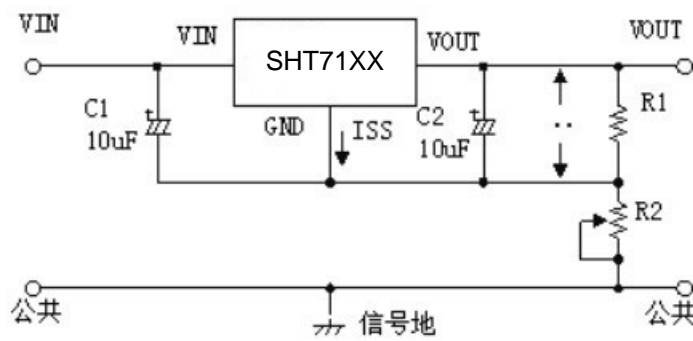 VIN
VIN
SHT71XX
VOUT
VOUT
C1
10uF
GND
ISS
C2
10uF
R1
R2
公共
信号地
公共